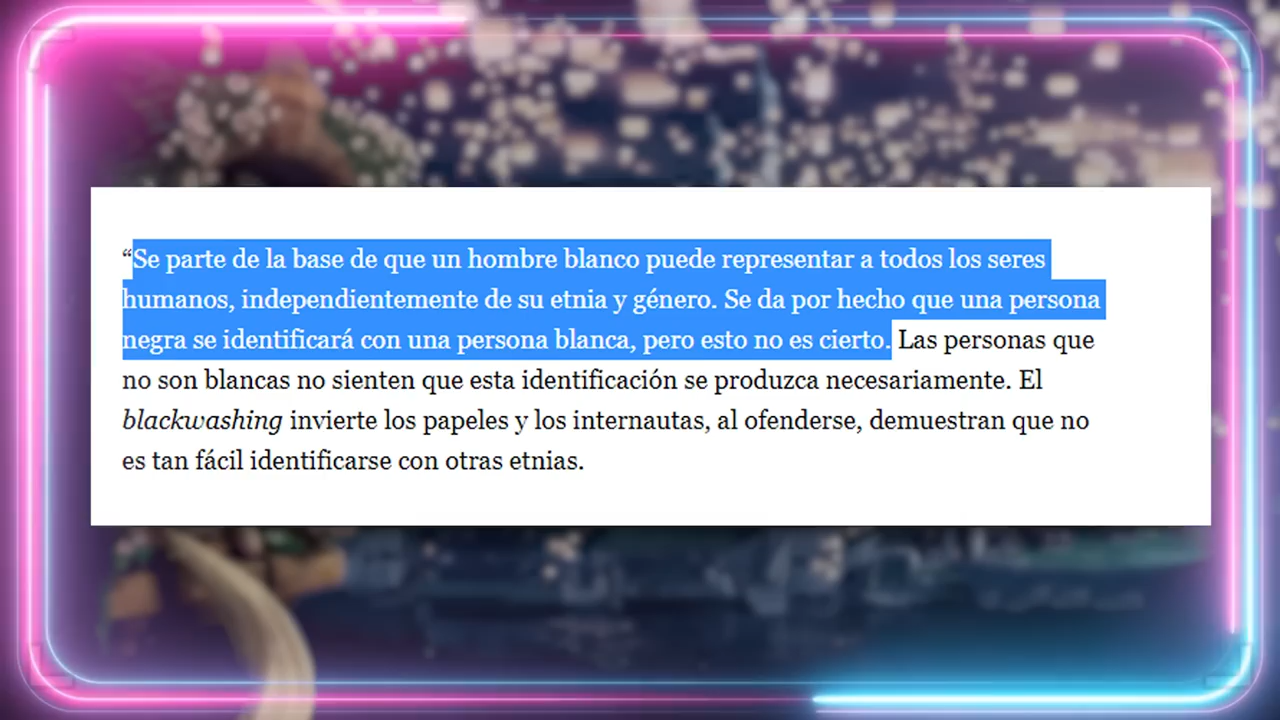 “Se parte de la base de que un hombre blanco puede representar a todos los seres
humanos, independientemente de su etnia y género. Se da por hecho que una persona
negra se identificará con una persona blanca, pero esto no es cierto. Las personas que
no son blancas no sienten que esta identificación se produzca necesariamente. El
blackwashing invierte los papeles y los internautas, al ofenderse, demuestran que no
es tan fácil identificarse con otras etnias.